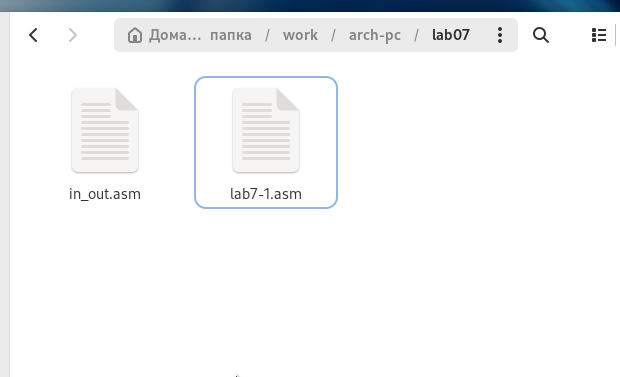 Дома… папка / work / arch-pc / lab07
in_out.asm
lab7-1.asm